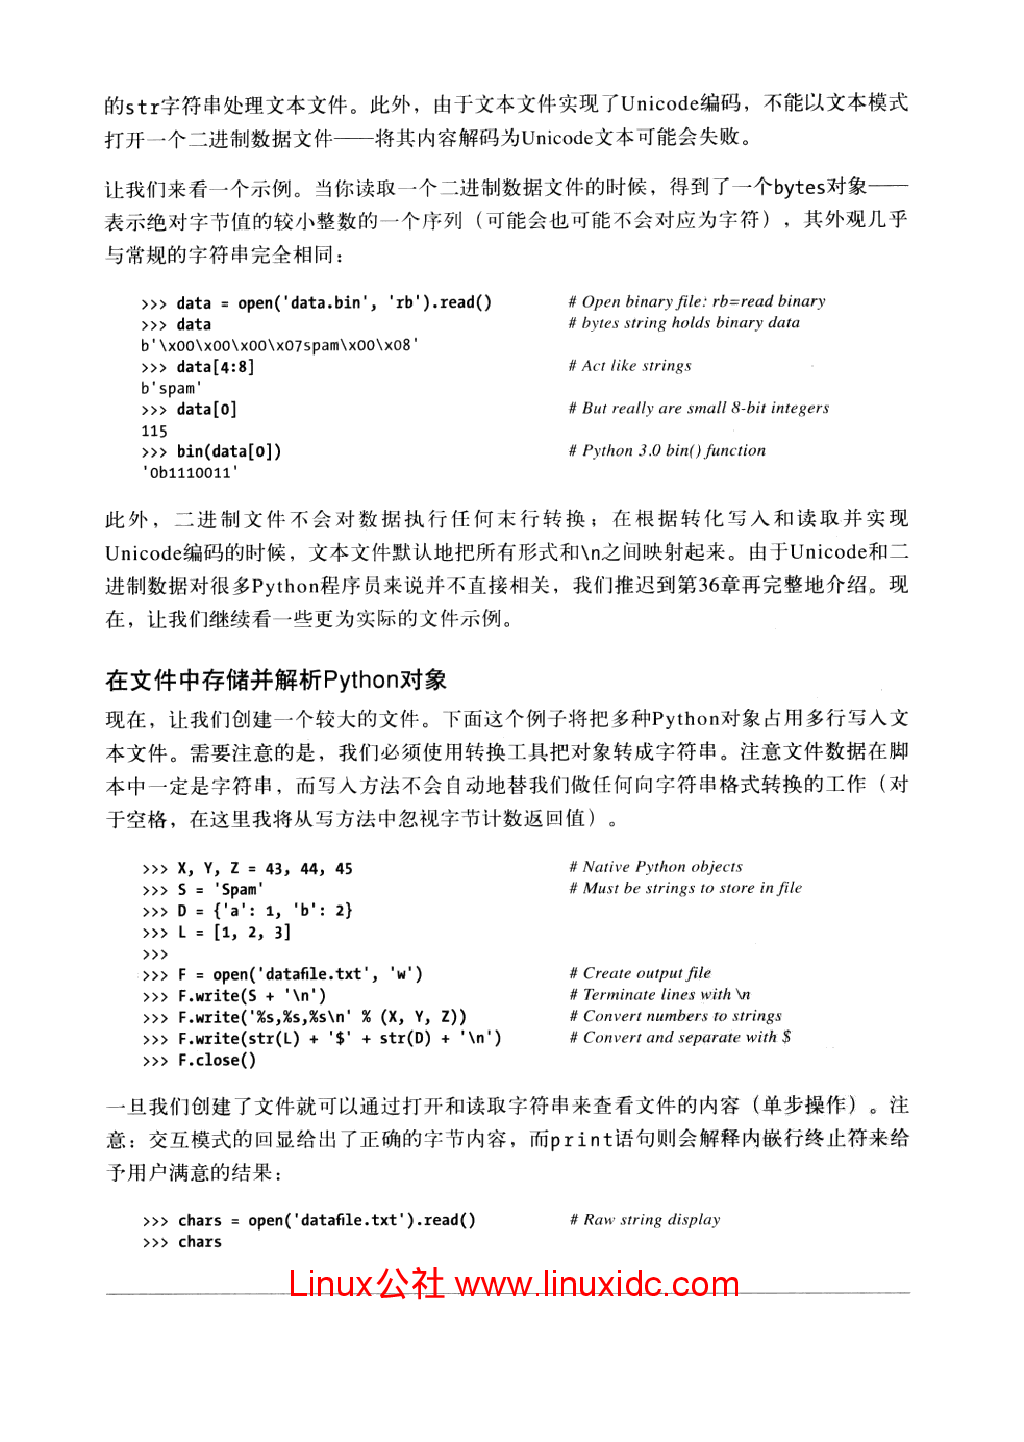 的str字符串处理文本文件。此外，由于文本文件实现了Unicode编码，不能以文本模式
打开一个二进制数据文件——将其内容解码为Unicode文本可能会失败。
让我们来看一个示例。当你读取一个二进制数据文件的时候，得到了一个bytes对象——
表示绝对字节值的较小整数的一个序列（可能会也可能不会对应为字符），其外观几乎
与常规的字符串完全相同：
>>> data = open('data.bin', 'rb').read() # Open binary file: rb=read binary
>>> data # bytes string holds binary data
b'\x00\x00\x00\x07spam\x00\x08'
>>> data[4:8] # Act like strings
b'spam'
>>> data[0] # But really are small 8-bit integers
115
>>> bin(data[0]) # Python 3.0 bin() function
'0b1110011'
此外，二进制文件不会对数据执行任何末行转换；在根据转化写入和读取并实现
Unicode编码的时候，文本文件默认地把所有形式和\n之间映射起来。由于Unicode和二
进制数据对很多Python程序员来说并不直接相关，我们推迟到第36章再完整地介绍。现
在，让我们继续看一些更为实际的文件示例。
在文件中存储并解析Python对象
现在，让我们创建一个较大的文件。下面这个例子将把多种Python对象占用多行写入文
本文件。需要注意的是，我们必须使用转换工具把对象转成字符串。注意文件数据在脚
本中一定是字符串，而写入方法不会自动地替我们做任何向字符串格式转换的工作（对
于空格，在这里我将从写方法中忽视字节计数返回值）。
>>> X, Y, Z = 43, 44, 45 # Native Python objects
>>> S = 'Spam' # Must be strings to store in file
>>> D = {'a': 1, 'b': 2}
>>> L = [1, 2, 3]
>>>
>>> F = open('datafile.txt', 'w') # Create output file
>>> F.write(S + '\n') # Terminate lines with \n
>>> F.write('%s,%s,%s\n' % (X, Y, Z)) # Convert numbers to strings
>>> F.write(str(L) + '$' + str(D) + '\n') # Convert and separate with $
>>> F.close()
一旦我们创建了文件就可以通过打开和读取字符串来查看文件的内容（单步操作）。注
意：交互模式的回显给出了正确的字节内容，而print语句则会解释内嵌行终止符来给
予用户满意的结果：
>>> chars = open('datafile.txt').read() # Raw string display
>>> chars
Linux公社 www.linuxidc.com